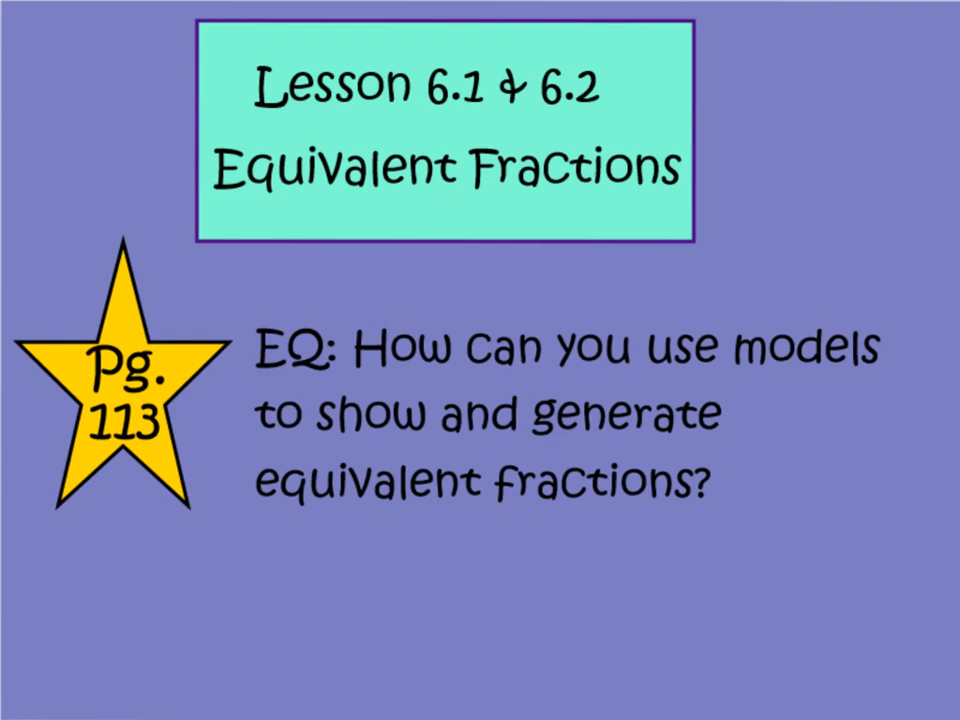 Lesson 6.1 & 6.2
Equivalent Fractions
Pg.
113
EQ: How can you use models
to show and generate
equivalent fractions?